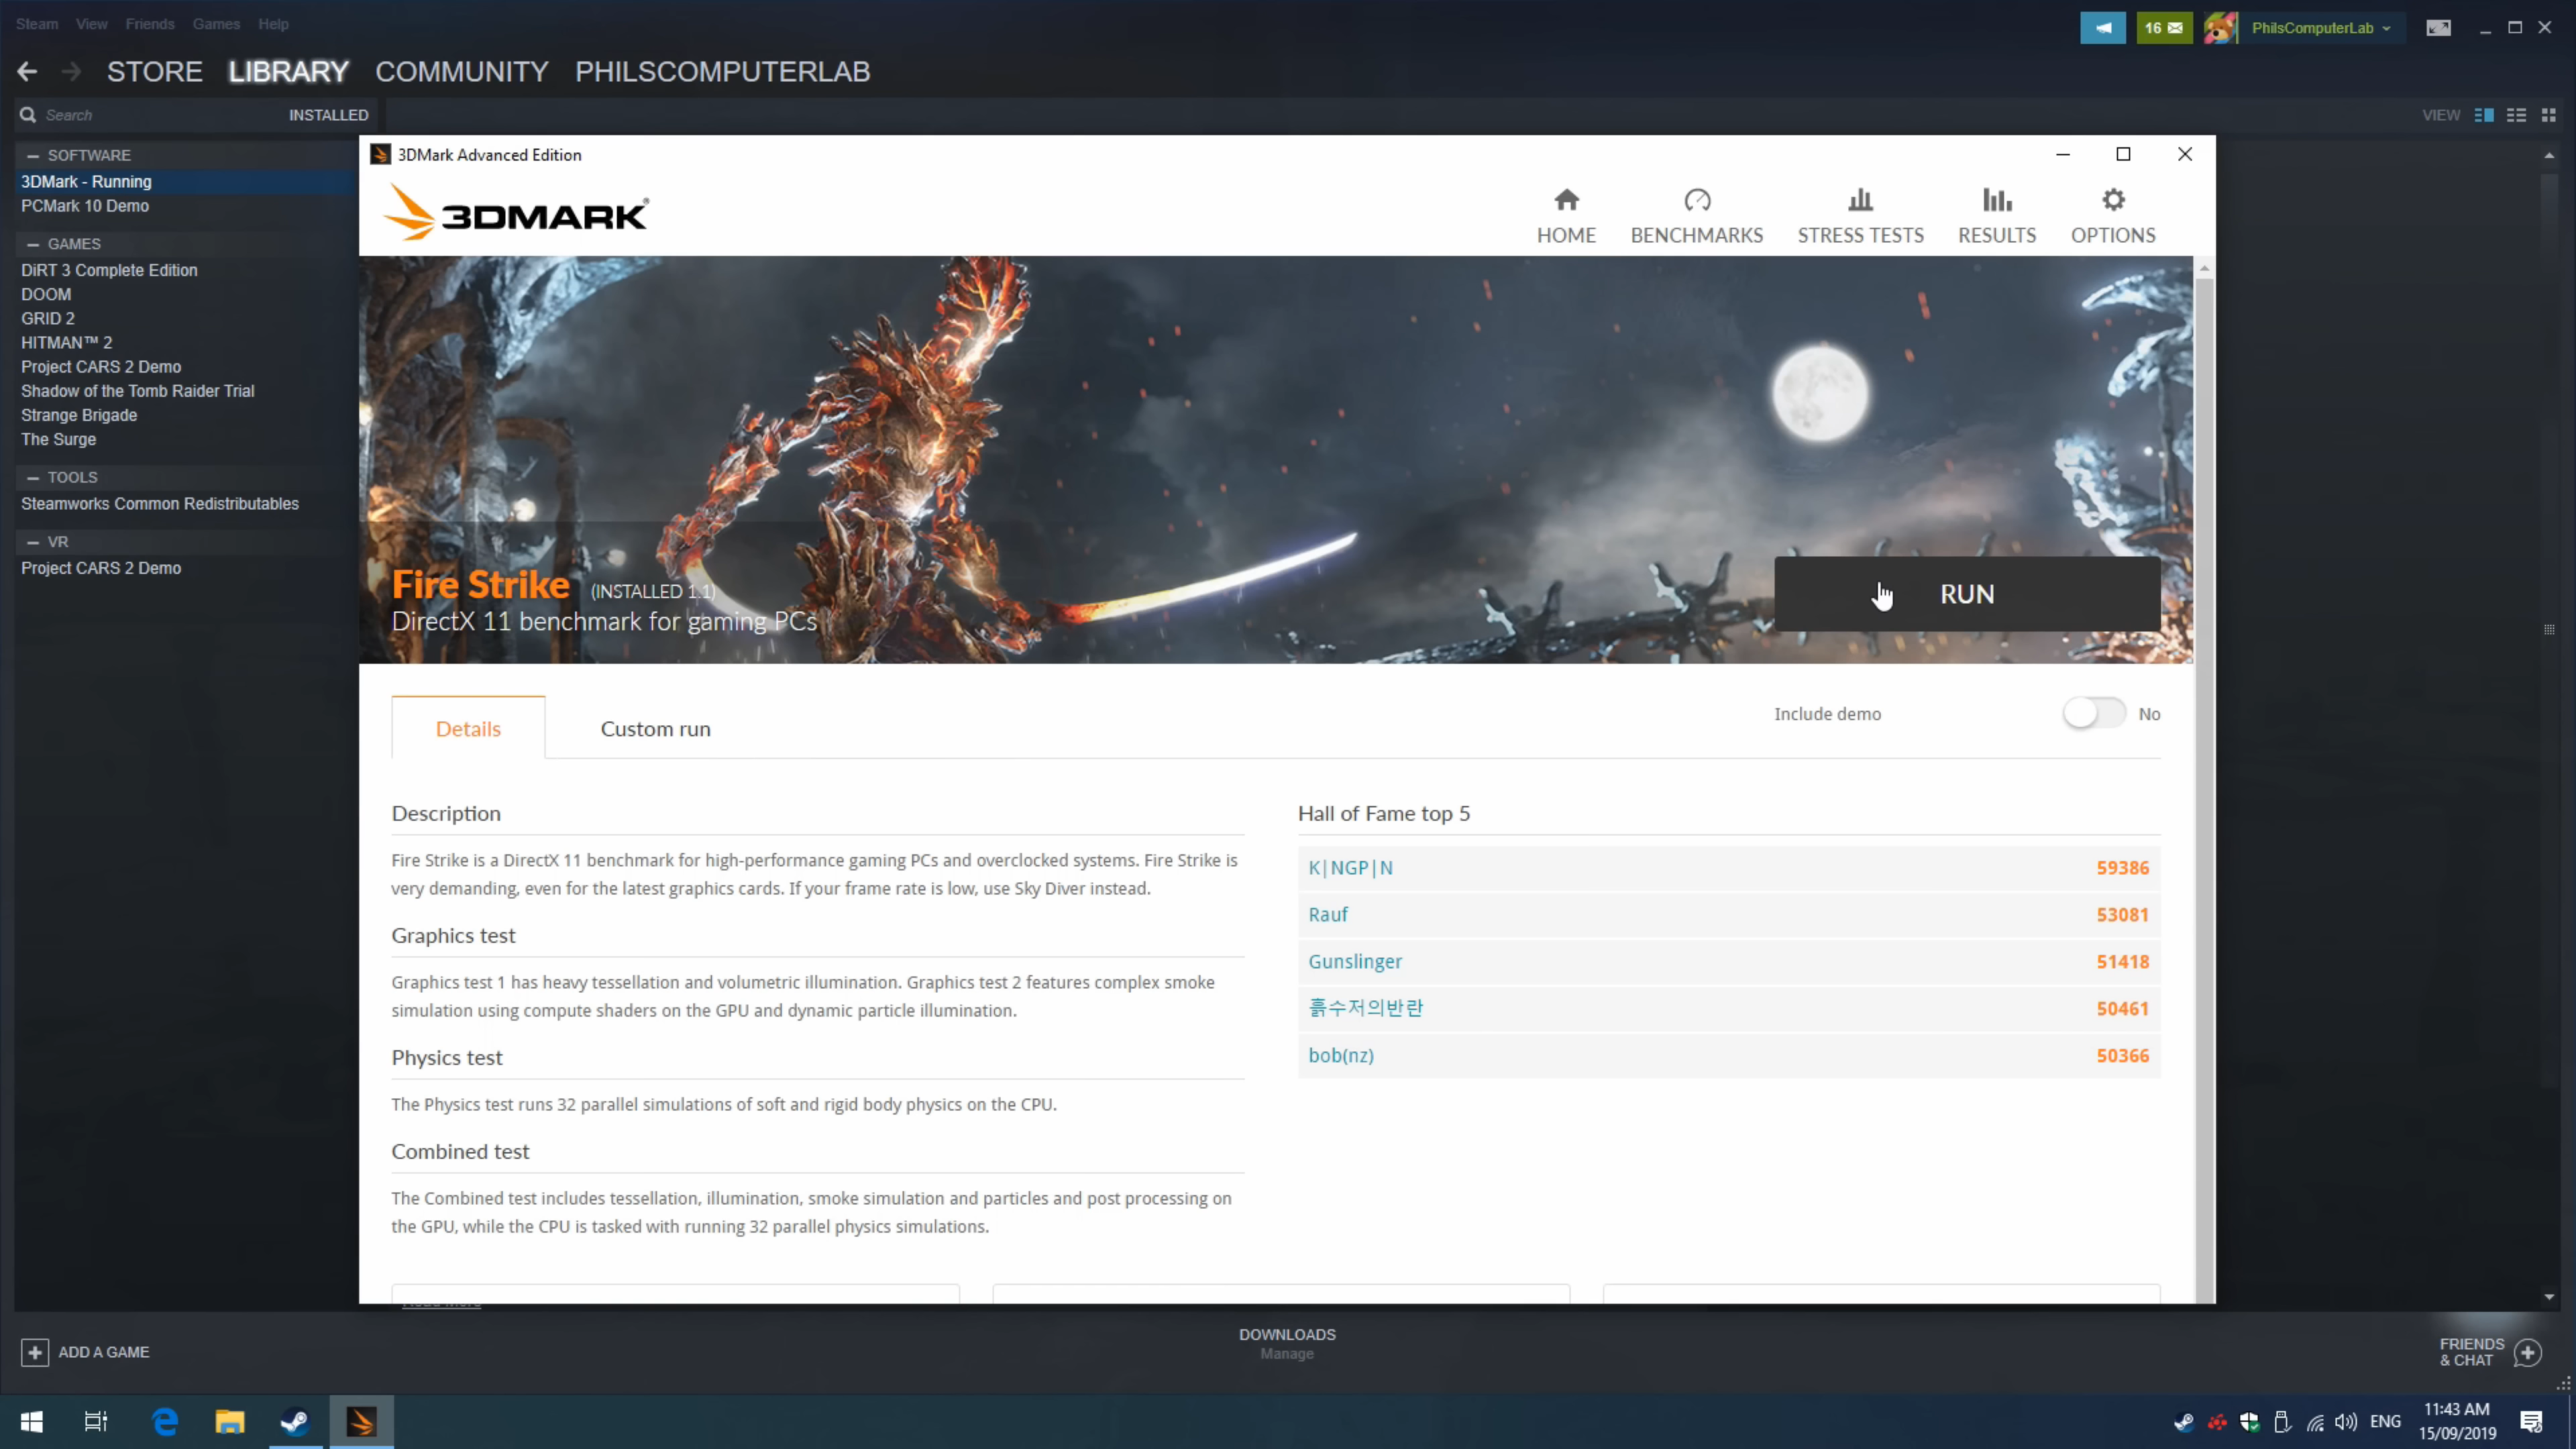 Steam View Friends Games Help
16 PhilsComputerLab
STORE LIBRARY COMMUNITY PHILSCOMPUTERLAB
Search INSTALLED VIEW
— SOFTWARE
3DMark - Running
PCMark 10 Demo
— GAMES
DiRT 3 Complete Edition
DOOM
GRID 2
HITMAN™ 2
Project CARS 2 Demo
Shadow of the Tomb Raider Trial
Strange Brigade
The Surge
— TOOLS
Steamworks Common Redistributables
— VR
Project CARS 2 Demo
3DMark Advanced Edition
3DMARK®
HOME BENCHMARKS STRESS TESTS RESULTS OPTIONS
Fire Strike (INSTALLED 1.1)
DirectX 11 benchmark for gaming PCs
RUN
Details Custom run
Include demo No
Description
Fire Strike is a DirectX 11 benchmark for high-performance gaming PCs and overclocked systems. Fire Strike is
very demanding, even for the latest graphics cards. If your frame rate is low, use Sky Diver instead.
Graphics test
Graphics test 1 has heavy tessellation and volumetric illumination. Graphics test 2 features complex smoke
simulation using compute shaders on the GPU and dynamic particle illumination.
Physics test
The Physics test runs 32 parallel simulations of soft and rigid body physics on the CPU.
Combined test
The Combined test includes tessellation, illumination, smoke simulation and particles and post processing on
the GPU, while the CPU is tasked with running 32 parallel physics simulations.
Hall of Fame top 5
K|NGP|N 59386
Rauf 53081
Gunslinger 51418
흙수저의반란 50461
bob(nz) 50366
ADD A GAME
DOWNLOADS
Manage
FRIENDS
& CHAT
ENG
11:43 AM
15/09/2019